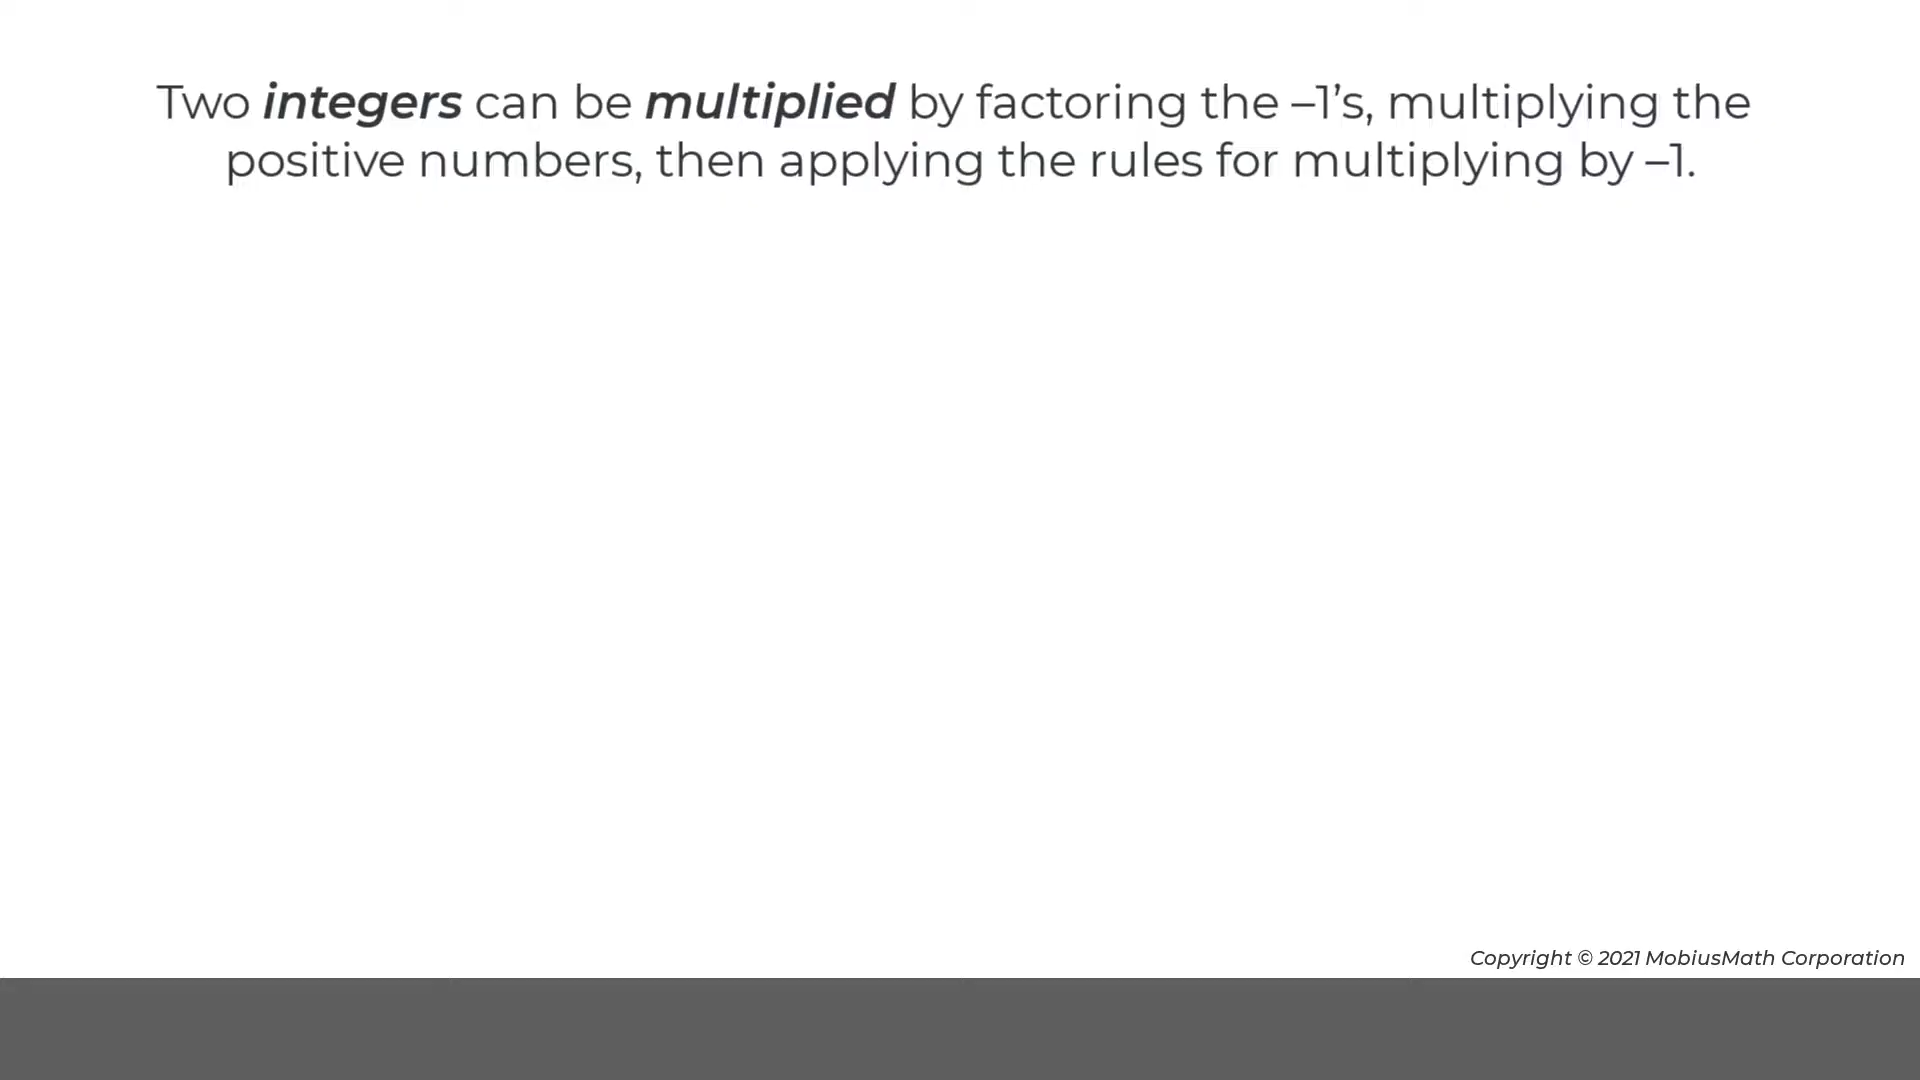 Two integers can be multiplied by factoring the –1’s, multiplying the
positive numbers, then applying the rules for multiplying by –1.
Copyright © 2021 MobiusMath Corporation